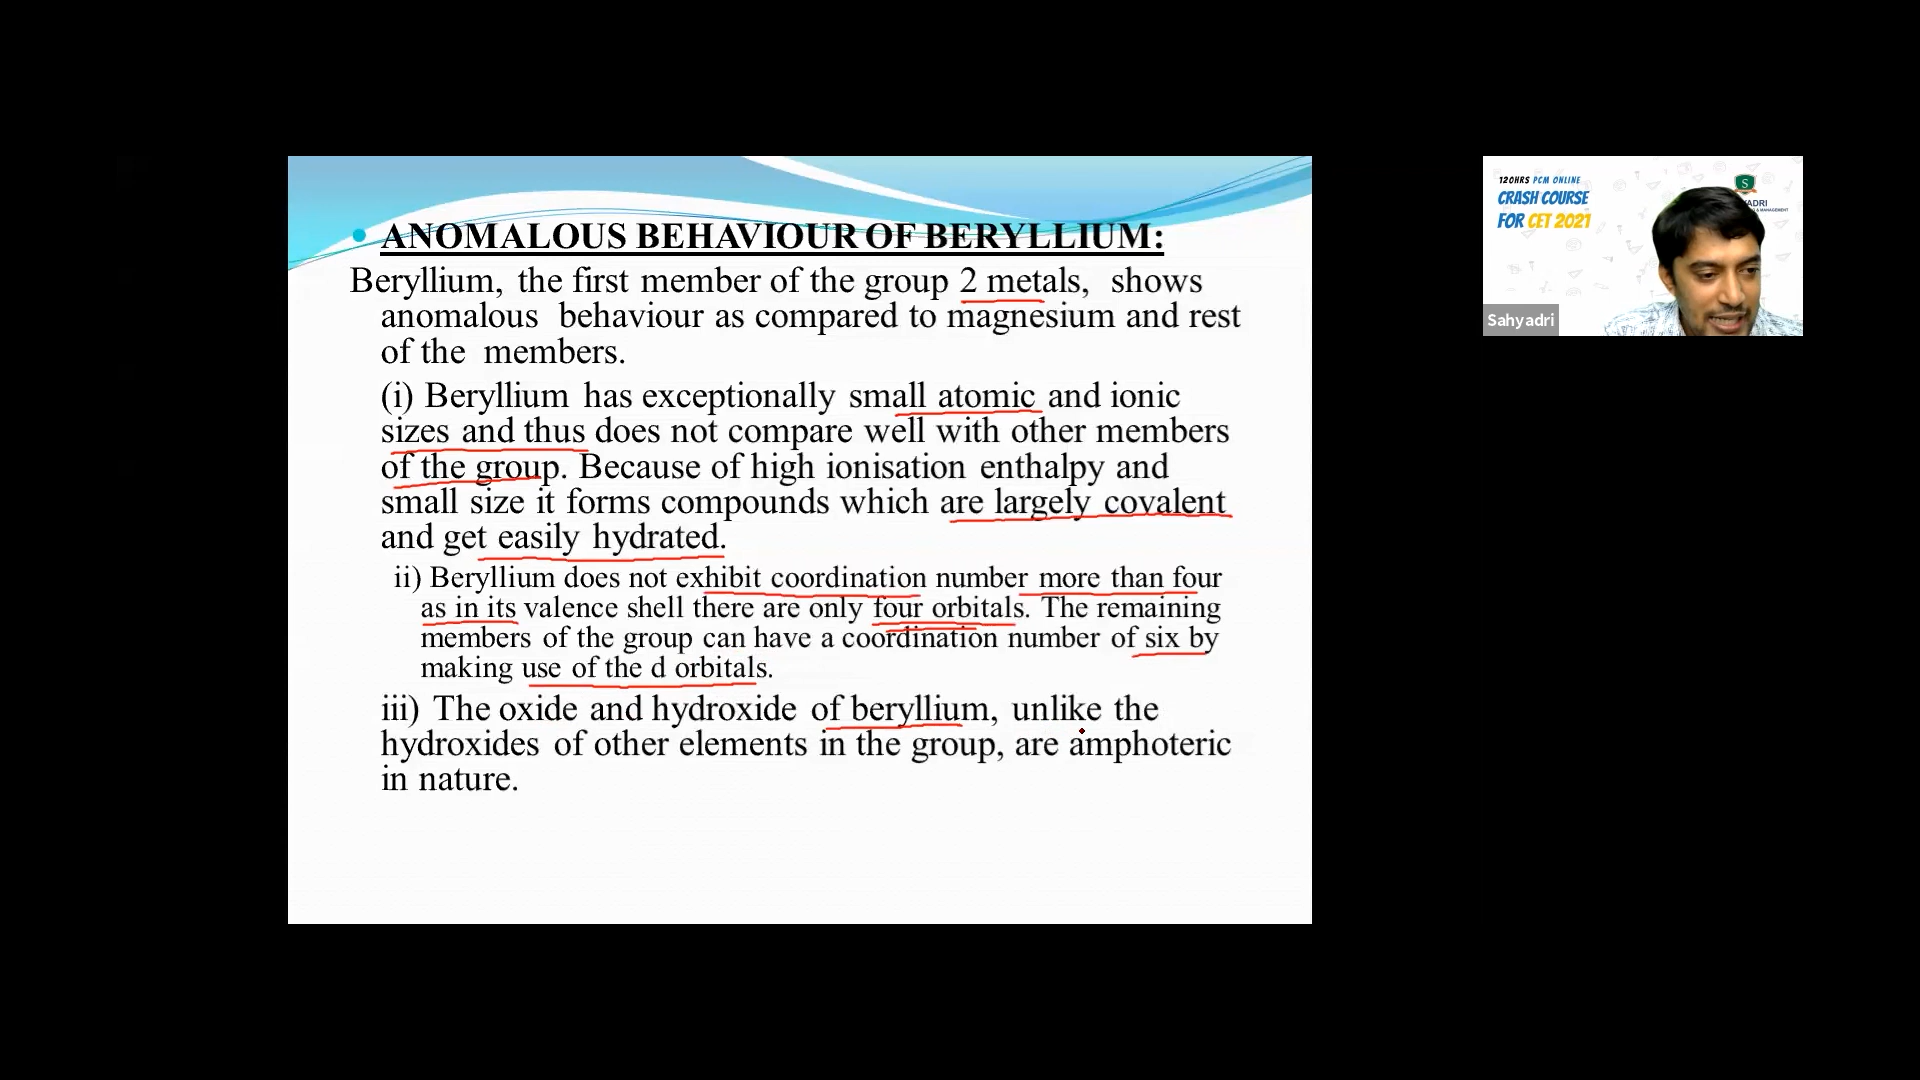 ANOMALOUS BEHAVIOUR OF BERYLLIUM:
Beryllium, the first member of the group 2 metals, shows
anomalous behaviour as compared to magnesium and rest
of the members.
(i) Beryllium has exceptionally small atomic and ionic
sizes and thus does not compare well with other members
of the group. Because of high ionisation enthalpy and
small size it forms compounds which are largely covalent
and get easily hydrated.
ii) Beryllium does not exhibit coordination number more than four
as in its valence shell there are only four orbitals. The remaining
members of the group can have a coordination number of six by
making use of the d orbitals.
iii) The oxide and hydroxide of beryllium, unlike the
hydroxides of other elements in the group, are amphoteric
in nature.
120HRS PCM ONLINE
CRASH COURSE
FOR CET 2021
S
YADRI
& MANAGEMENT
Sahyadri